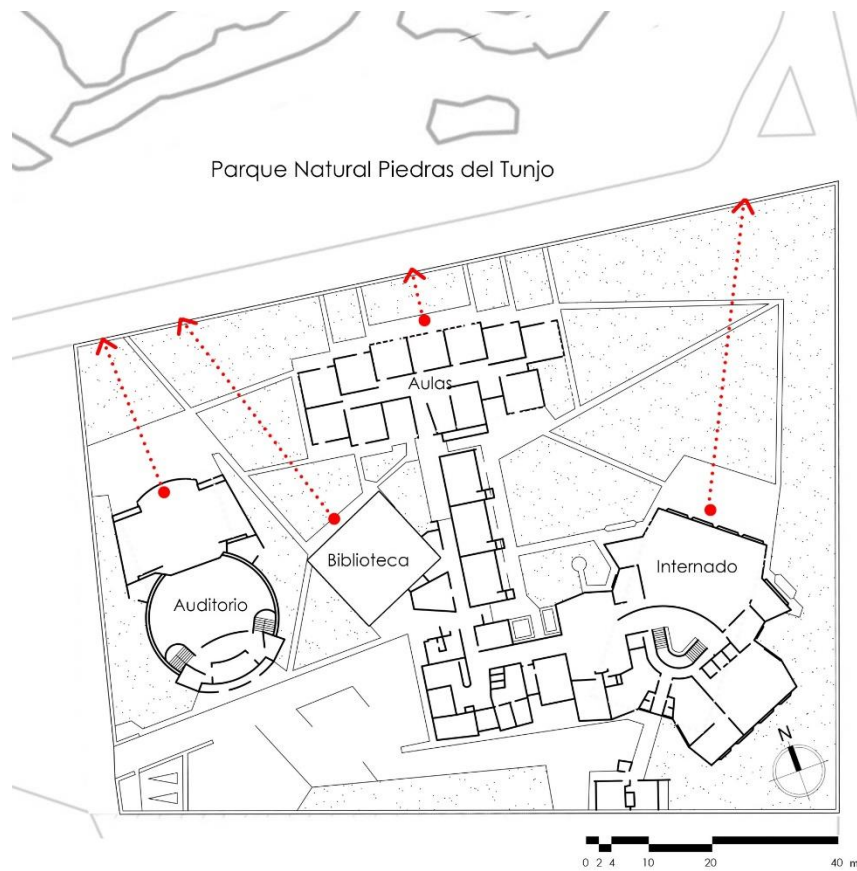 Parque Natural Piedras del Tunjo
Aulas
Biblioteca
Internado
Auditorio
N
0 2 4 10 20 40 m